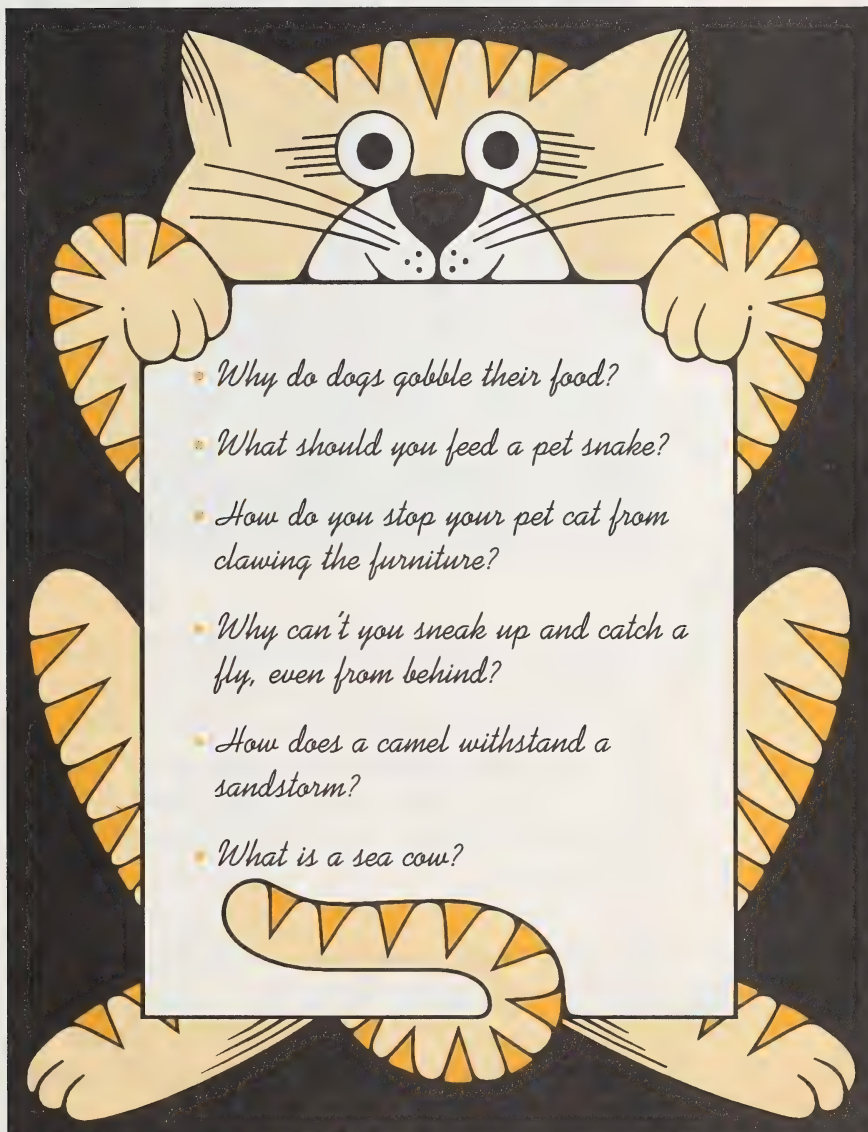 • Why do dogs gobble their food?
• What should you feed a pet snake?
• How do you stop your pet cat from
clawing the furniture?
• Why can't you sneak up and catch a
fly, even from behind?
• How does a camel withstand a
sandstorm?
• What is a sea cow?